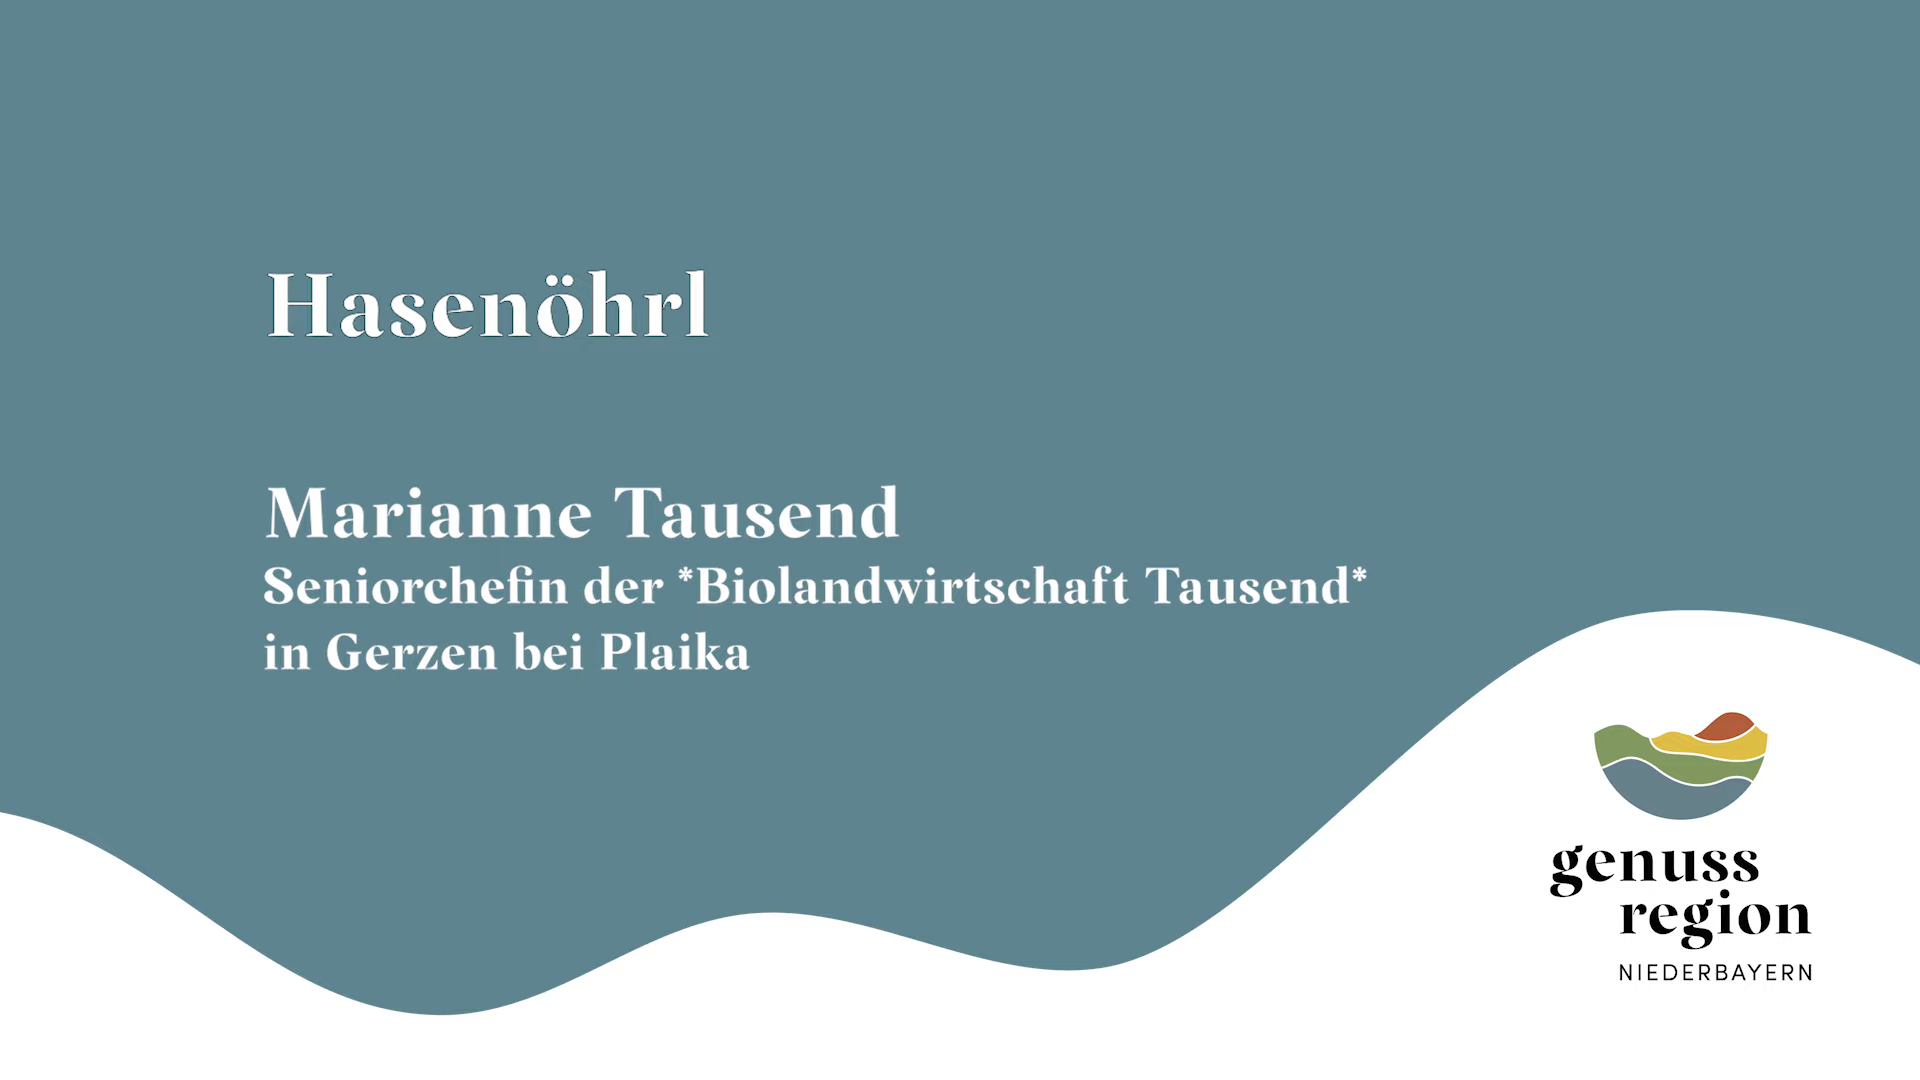 Hasenöhrl
Marianne Tausend
Seniorchefin der *Biolandwirtschaft Tausend*
in Gerzen bei Plaika
genuss
region
NIEDERBAYERN